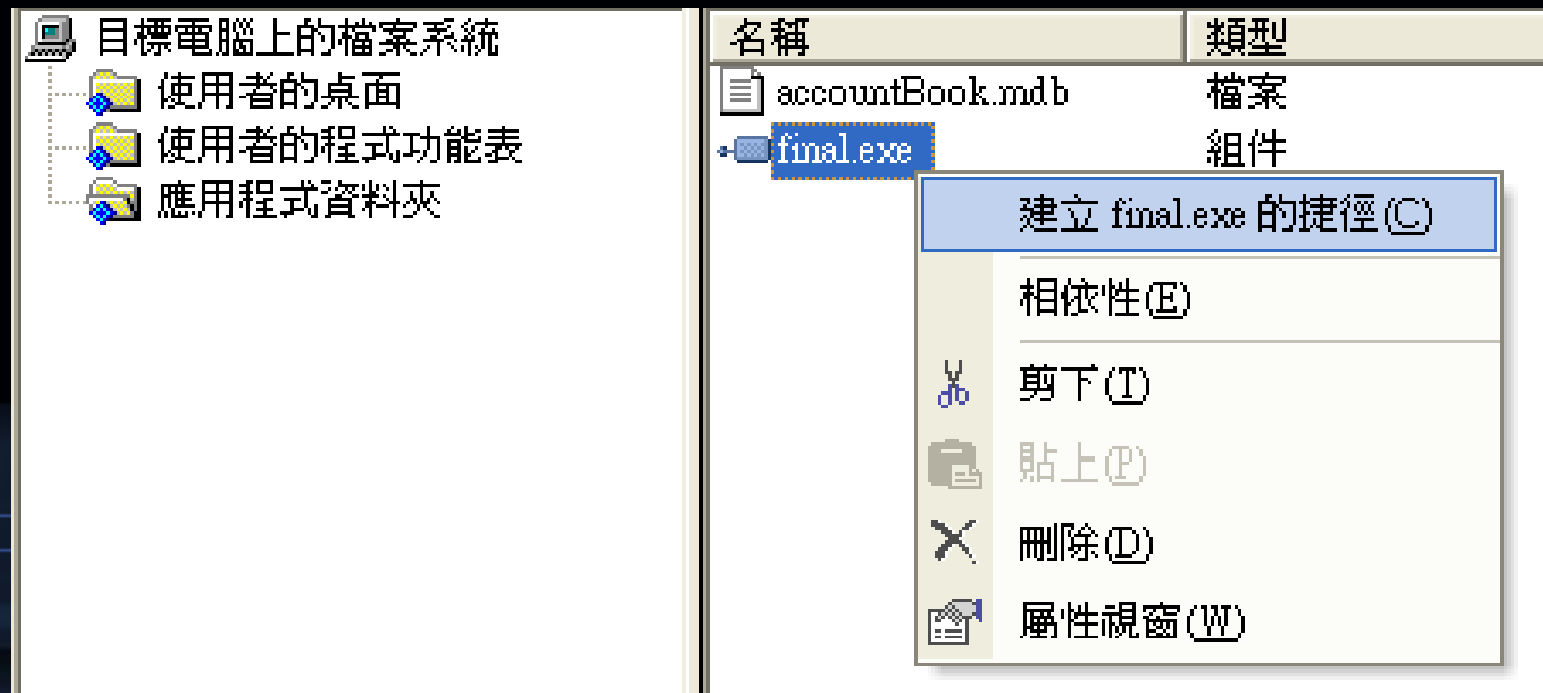 目標電腦上的檔案系統
使用者的桌面
使用者的程式功能表
應用程式資料夾
名稱 類型
accountBook.mdb 檔案
final.exe 組件
建立 final.exe 的捷徑(C)
相依性(E)
剪下(T)
貼上(P)
刪除(D)
屬性視窗(W)